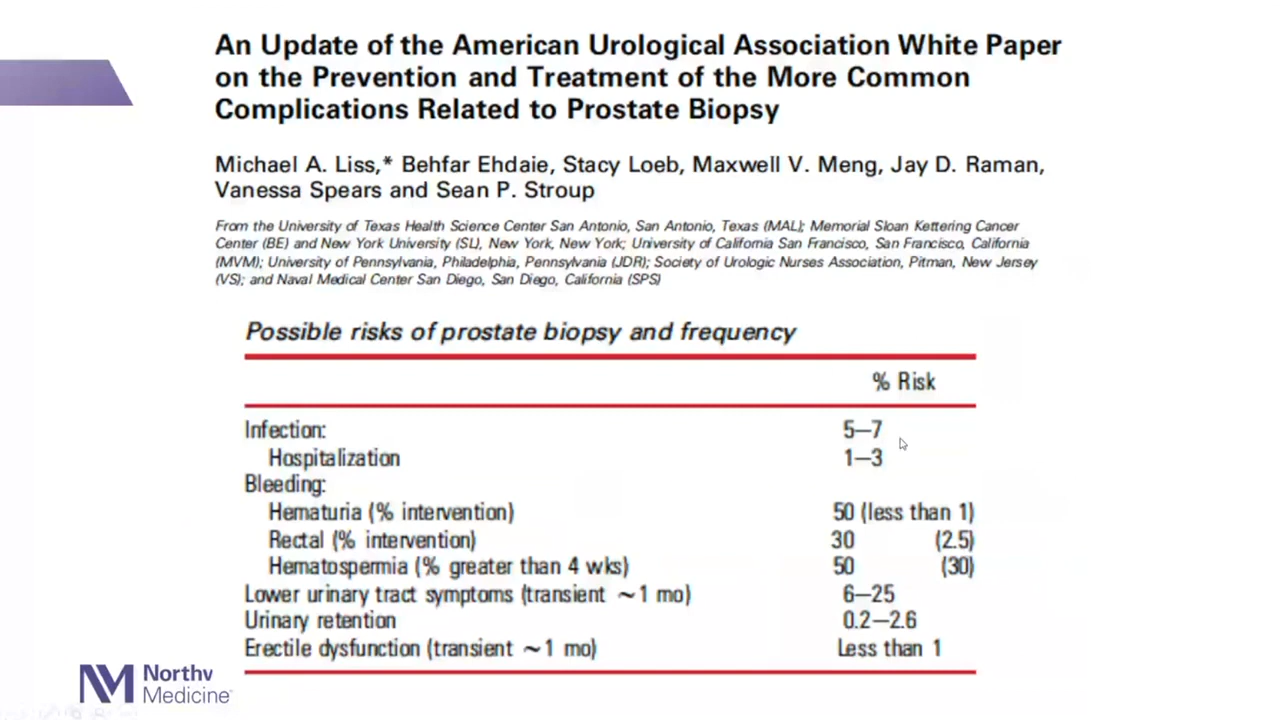 An Update of the American Urological Association White Paper
on the Prevention and Treatment of the More Common
Complications Related to Prostate Biopsy
Michael A. Liss,* Behfar Ehdaie, Stacy Loeb, Maxwell V. Meng, Jay D. Raman,
Vanessa Spears and Sean P. Stroup
From the University of Texas Health Science Center San Antonio, San Antonio, Texas (MAL); Memorial Sloan Kettering Cancer
Center (BE) and New York University (SL), New York, New York; University of California San Francisco, San Francisco, California
(MVM); University of Pennsylvania, Philadelphia, Pennsylvania (JDR); Society of Urologic Nurses Association, Pitman, New Jersey
(VS); and Naval Medical Center San Diego, San Diego, California (SPS)
Possible risks of prostate biopsy and frequency
% Risk
Infection: 5–7
Hospitalization 1–3
Bleeding:
Hematuria (% intervention) 50 (less than 1)
Rectal (% intervention) 30 (2.5)
Hematospermia (% greater than 4 wks) 50 (30)
Lower urinary tract symptoms (transient ~1 mo) 6–25
Urinary retention 0.2–2.6
Erectile dysfunction (transient ~1 mo) Less than 1
NM Northv
Medicine